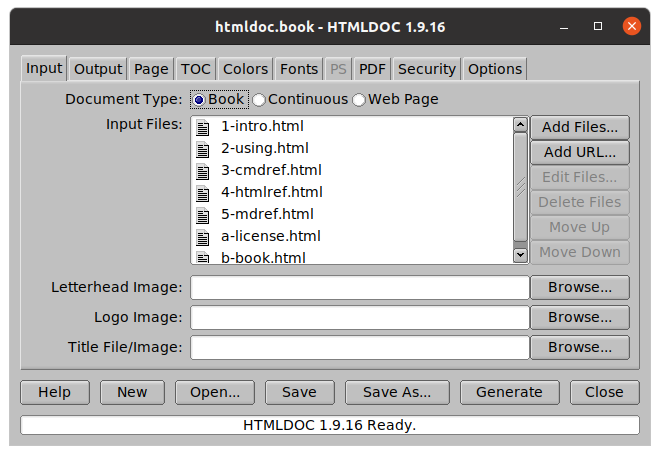 htmldoc.book - HTMLDOC 1.9.16
Input Output Page TOC Colors Fonts PS PDF Security Options
Document Type: Book Continuous Web Page
Input Files:
1-intro.html
2-using.html
3-cmdref.html
4-htmlref.html
5-mdref.html
a-license.html
b-book.html
Add Files...
Add URL...
Edit Files...
Delete Files
Move Up
Move Down
Letterhead Image: Browse...
Logo Image: Browse...
Title File/Image: Browse...
Help New Open... Save Save As... Generate Close
HTMLDOC 1.9.16 Ready.